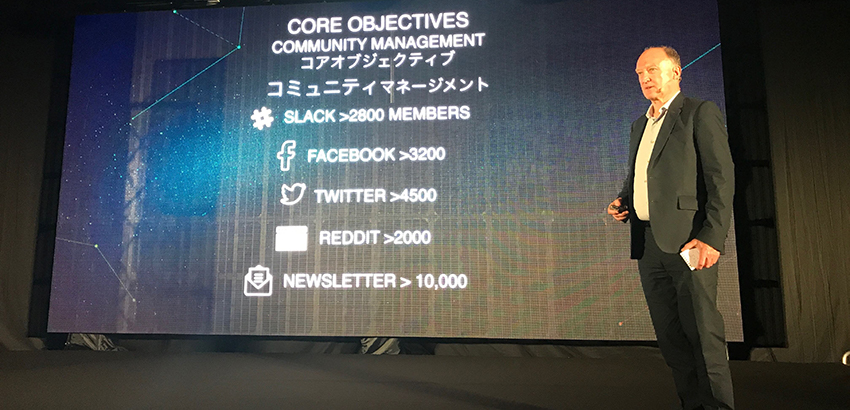 CORE OBJECTIVES
COMMUNITY MANAGEMENT
コアオブジェクティブ
コミュニティマネージメント
SLACK >2800 MEMBERS
FACEBOOK >3200
TWITTER >4500
REDDIT >2000
NEWSLETTER > 10,000